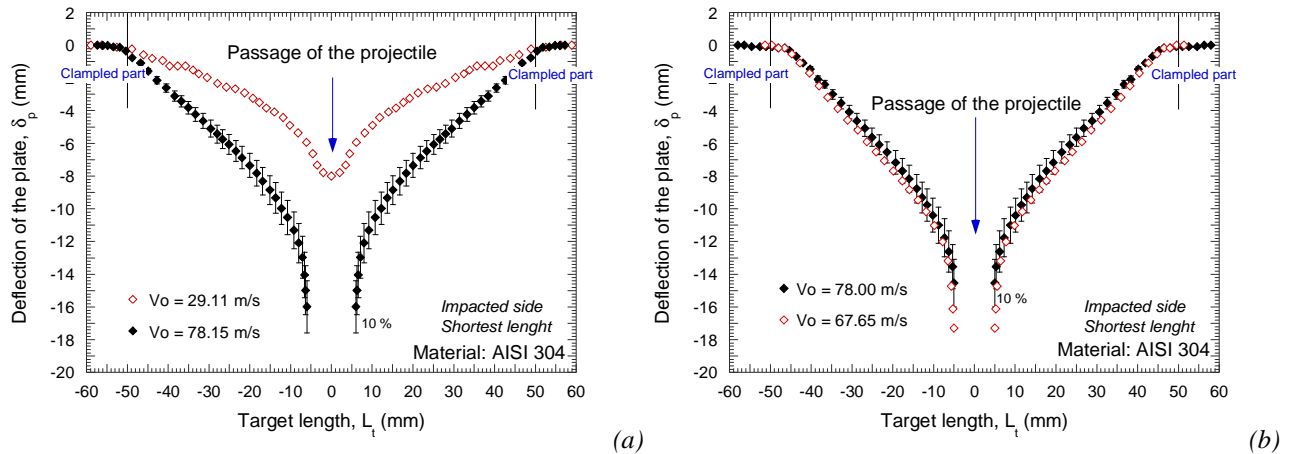 2
0
-2
-4
-6
-8
-10
-12
-14
-16
-18
-20
-60 -50 -40 -30 -20 -10 0 10 20 30 40 50 60
Deflection of the plate, δp (mm)
Target length, Lt (mm)
Passage of the projectile
Clampled part
Clampled part
Vo = 29.11 m/s
Vo = 78.15 m/s
10 %
Impacted side
Shortest lenght
Material: AISI 304
(a)
2
0
-2
-4
-6
-8
-10
-12
-14
-16
-18
-20
-60 -50 -40 -30 -20 -10 0 10 20 30 40 50 60
Deflection of the plate, δp (mm)
Target length, Lt (mm)
Clampled part
Clampled part
Passage of the projectile
Vo = 78.00 m/s
Vo = 67.65 m/s
10 %
Impacted side
Shortest lenght
Material: AISI 304
(b)